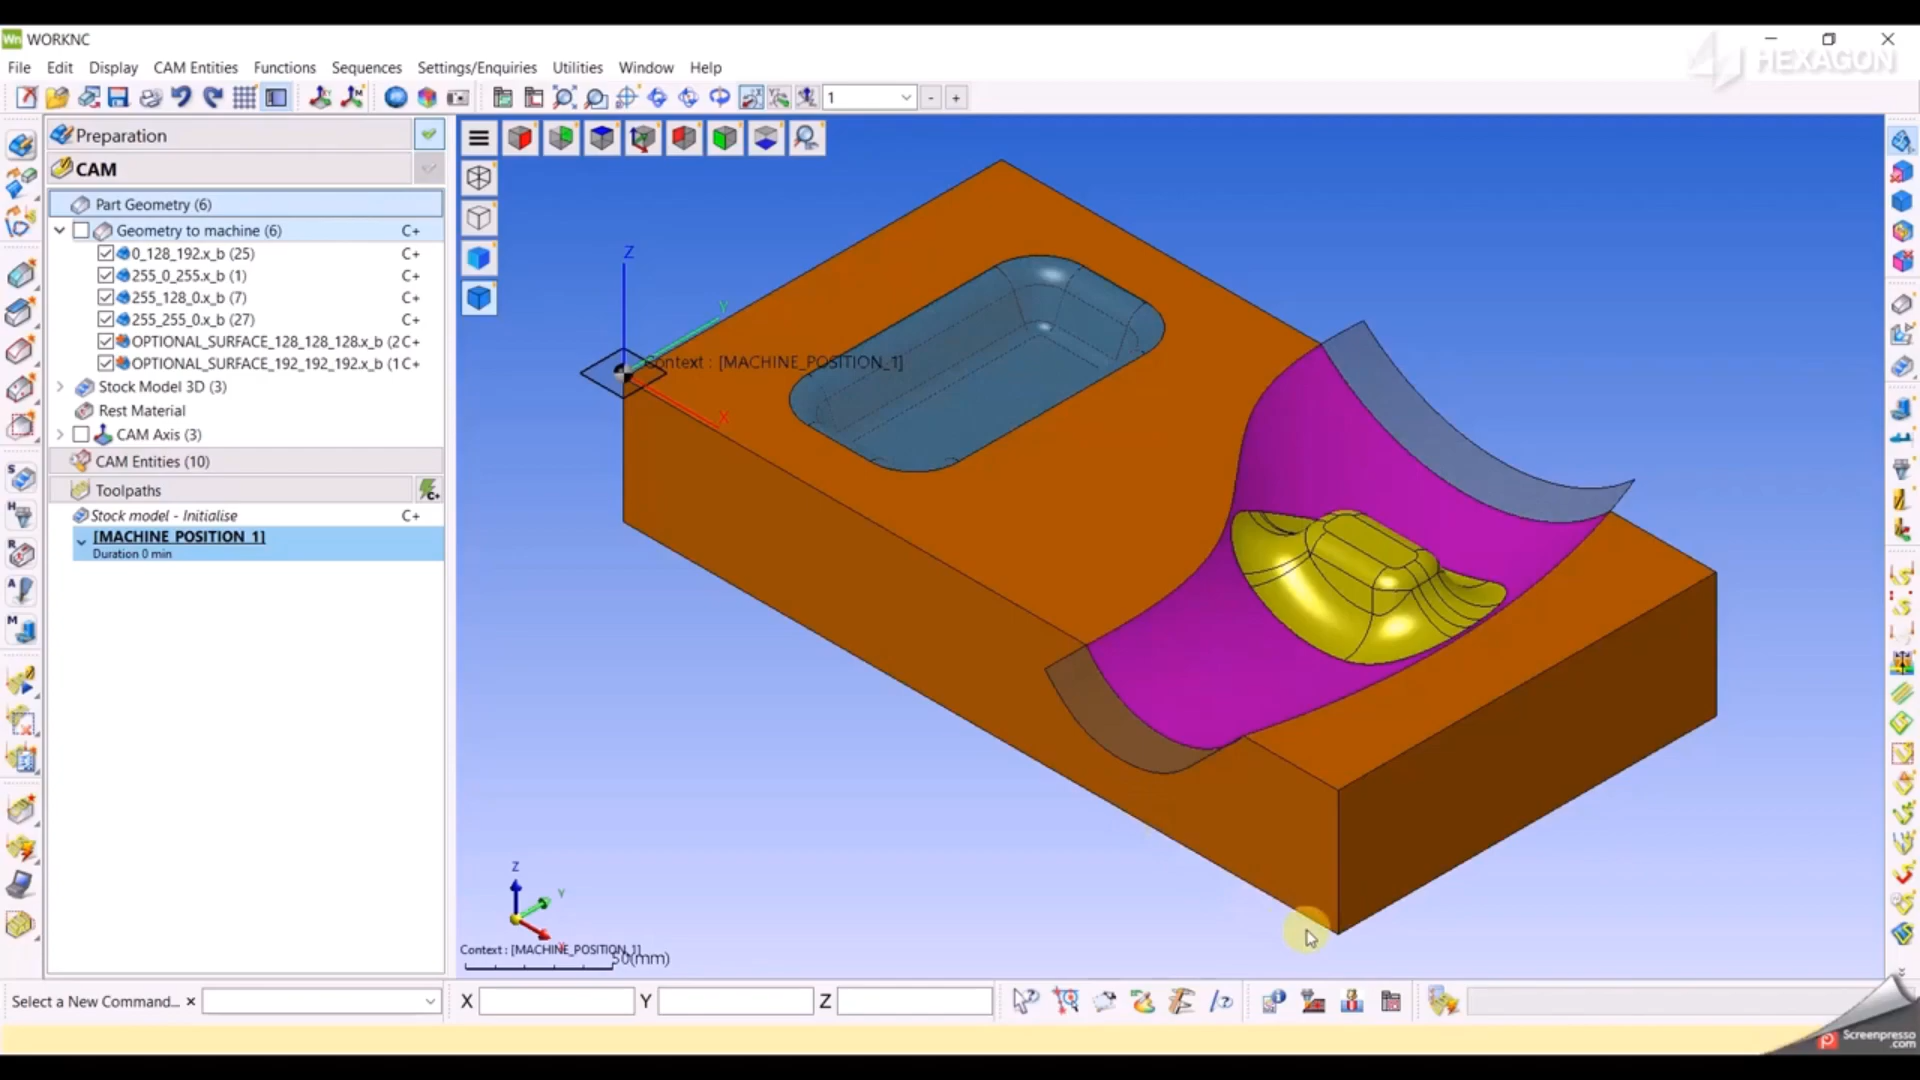 Wn WORKNC
HEXAGON
File Edit Display CAM Entities Functions Sequences Settings/Enquiries Utilities Window Help
1
- +
Preparation
CAM
Part Geometry (6)
Geometry to machine (6) C+
0_128_192.x_b (25) C+
255_0_255.x_b (1) C+
255_128_0.x_b (7) C+
255_255_0.x_b (27) C+
OPTIONAL_SURFACE_128_128_128.x_b (2 C+
OPTIONAL_SURFACE_192_192_192.x_b (1 C+
Stock Model 3D (3)
Rest Material
CAM Axis (3)
CAM Entities (10)
Toolpaths C+
Stock model - Initialise C+
[MACHINE_POSITION_1]
Duration 0 min
S
H
R
A
M
Z
Y
Context : [MACHINE_POSITION_1]
X
Z
Y
X
Context : [MACHINE_POSITION_1]
50(mm)
Select a New Command... × X Y Z
Screenpresso
.com